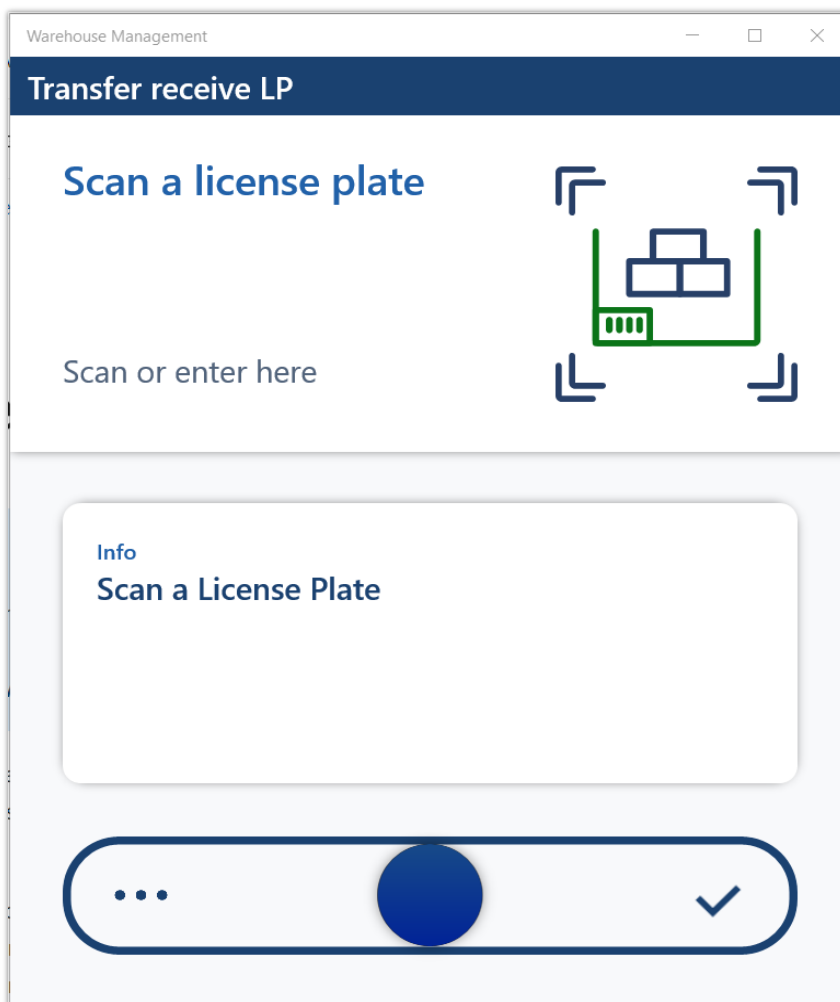 Warehouse Management
Transfer receive LP
Scan a license plate
Scan or enter here
Info
Scan a License Plate